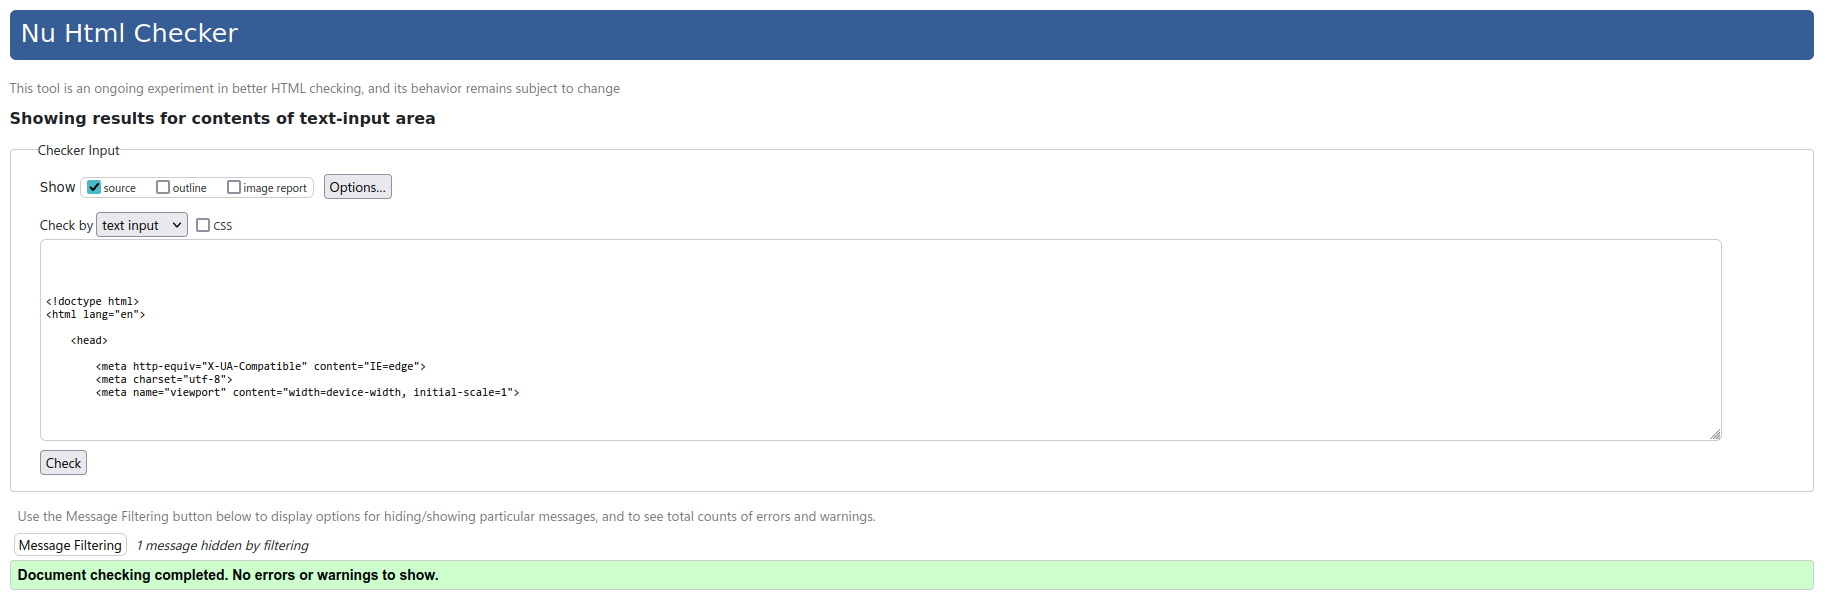 Nu Html Checker
This tool is an ongoing experiment in better HTML checking, and its behavior remains subject to change
Showing results for contents of text-input area
Checker Input
Show source outline image report Options...
Check by text input CSS
<!doctype html>
<html lang="en">
<head>
<meta http-equiv="X-UA-Compatible" content="IE=edge">
<meta charset="utf-8">
<meta name="viewport" content="width=device-width, initial-scale=1">
Check
Use the Message Filtering button below to display options for hiding/showing particular messages, and to see total counts of errors and warnings.
Message Filtering 1 message hidden by filtering
Document checking completed. No errors or warnings to show.